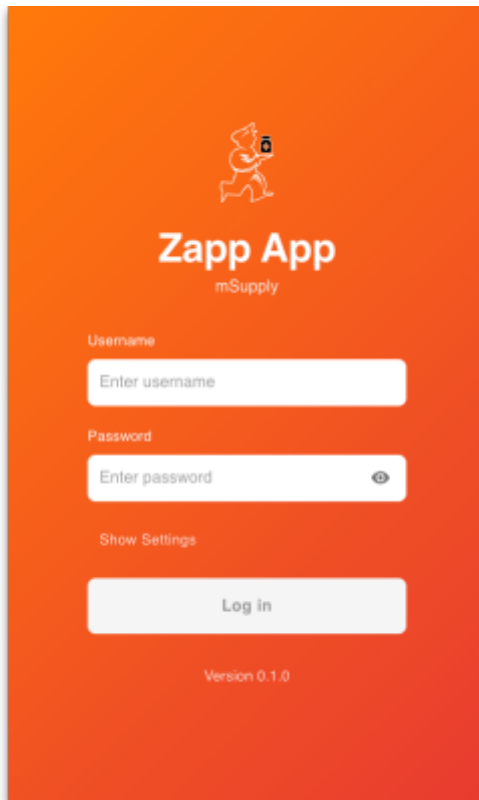 Zapp App
mSupply
Username
Enter username
Password
Enter password
Show Settings
Log in
Version 0.1.0